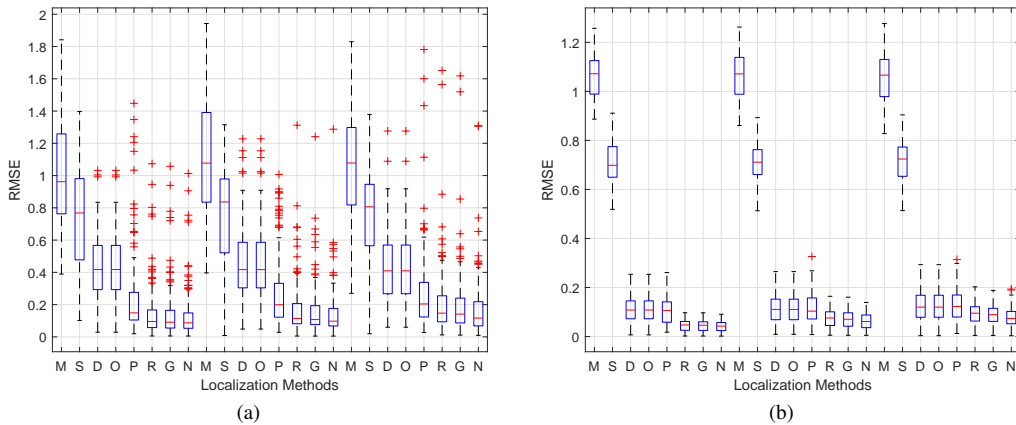 2
1.8
1.6
1.4
1.2
1
0.8
0.6
0.4
0.2
0
RMSE
M S D O P R G N M S D O P R G N M S D O P R G N
Localization Methods
(a)
1.2
1
0.8
0.6
0.4
0.2
0
RMSE
M S D O P R G N M S D O P R G N M S D O P R G N
Localization Methods
(b)